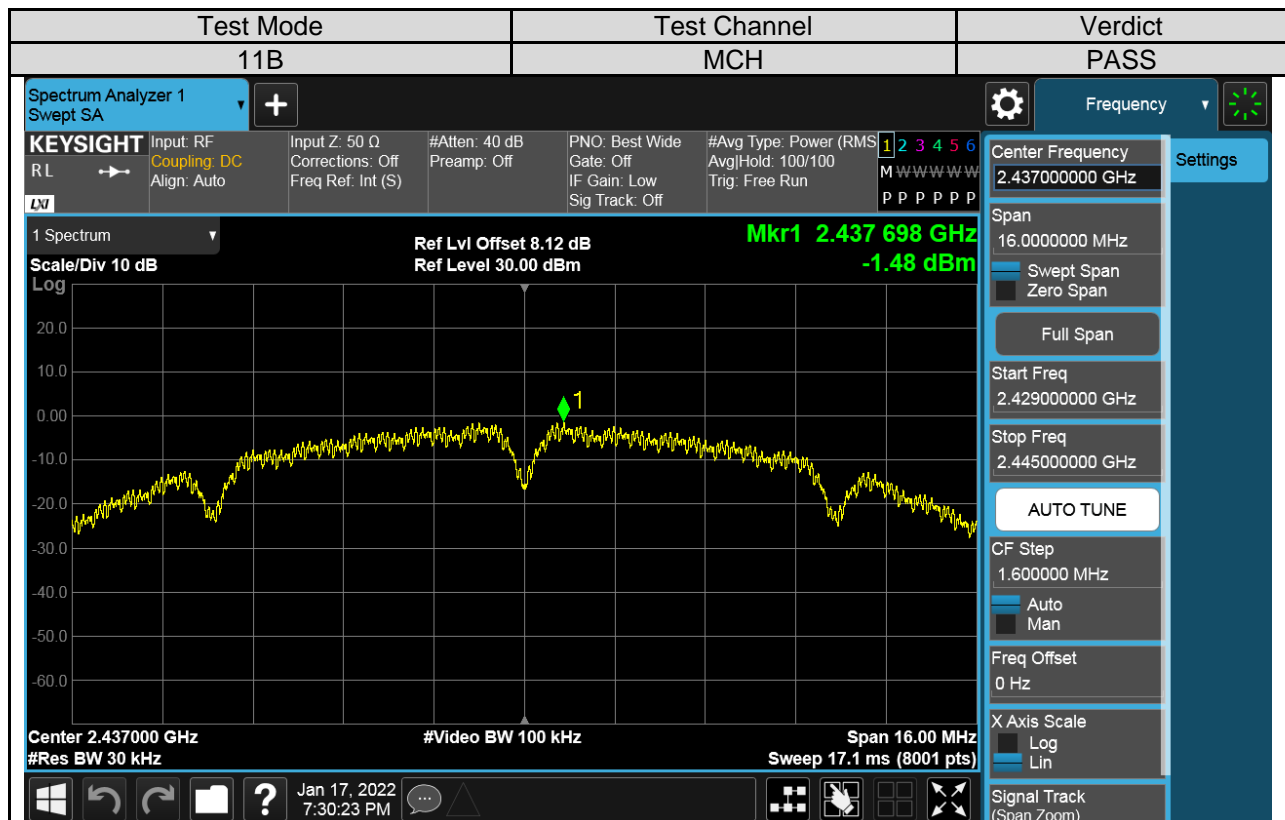 Test Mode Test Channel Verdict
11B MCH PASS
Spectrum Analyzer 1
Swept SA
+
Frequency
KEYSIGHT
RL
LXI
Input: RF
Coupling: DC
Align: Auto
Input Z: 50 Ω
Corrections: Off
Freq Ref: Int (S)
#Atten: 40 dB
Preamp: Off
PNO: Best Wide
Gate: Off
IF Gain: Low
Sig Track: Off
#Avg Type: Power (RMS
Avg|Hold: 100/100
Trig: Free Run
1 2 3 4 5 6
M W W W W W
P P P P P P
1 Spectrum
Scale/Div 10 dB
Ref Lvl Offset 8.12 dB
Ref Level 30.00 dBm
Mkr1 2.437 698 GHz
-1.48 dBm
Log
20.0
10.0
0.00
-10.0
-20.0
-30.0
-40.0
-50.0
-60.0
1
Center 2.437000 GHz
#Res BW 30 kHz
#Video BW 100 kHz
Span 16.00 MHz
Sweep 17.1 ms (8001 pts)
Center Frequency
2.437000000 GHz
Span
16.0000000 MHz
Swept Span
Zero Span
Full Span
Start Freq
2.429000000 GHz
Stop Freq
2.445000000 GHz
AUTO TUNE
CF Step
1.600000 MHz
Auto
Man
Freq Offset
0 Hz
X Axis Scale
Log
Lin
Signal Track
(Span Zoom)
Settings
?
Jan 17, 2022
7:30:23 PM